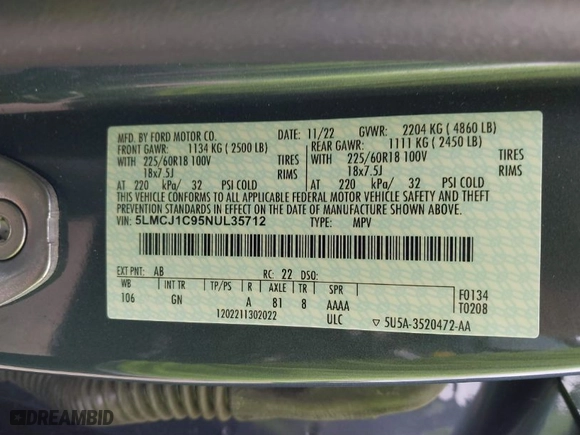 MFD. BY FORD MOTOR CO. DATE: 11/22 GVWR: 2204 KG ( 4860 LB)
FRONT GAWR: 1134 KG ( 2500 LB) REAR GAWR: 1111 KG ( 2450 LB)
WITH 225/60R18 100V TIRES WITH 225/60R18 100V TIRES
18x7.5J RIMS 18x7.5J RIMS
AT 220 kPa/ 32 PSI COLD AT 220 kPa/ 32 PSI COLD
THIS VEHICLE CONFORMS TO ALL APPLICABLE FEDERAL MOTOR VEHICLE SAFETY AND THEFT
PREVENTION STANDARDS IN EFFECT ON THE DATE OF MANUFACTURE SHOWN ABOVE.
VIN: 5LMCJ1C95NUL35712 TYPE: MPV
EXT PNT: AB RC: 22 DSO:
WB INT TR TP/PS R AXLE TR SPR
106 GN A 81 8 AAAA
1202211302022 ULC
F0134
T0208
▽ 5U5A-3520472-AA
DREAMBID